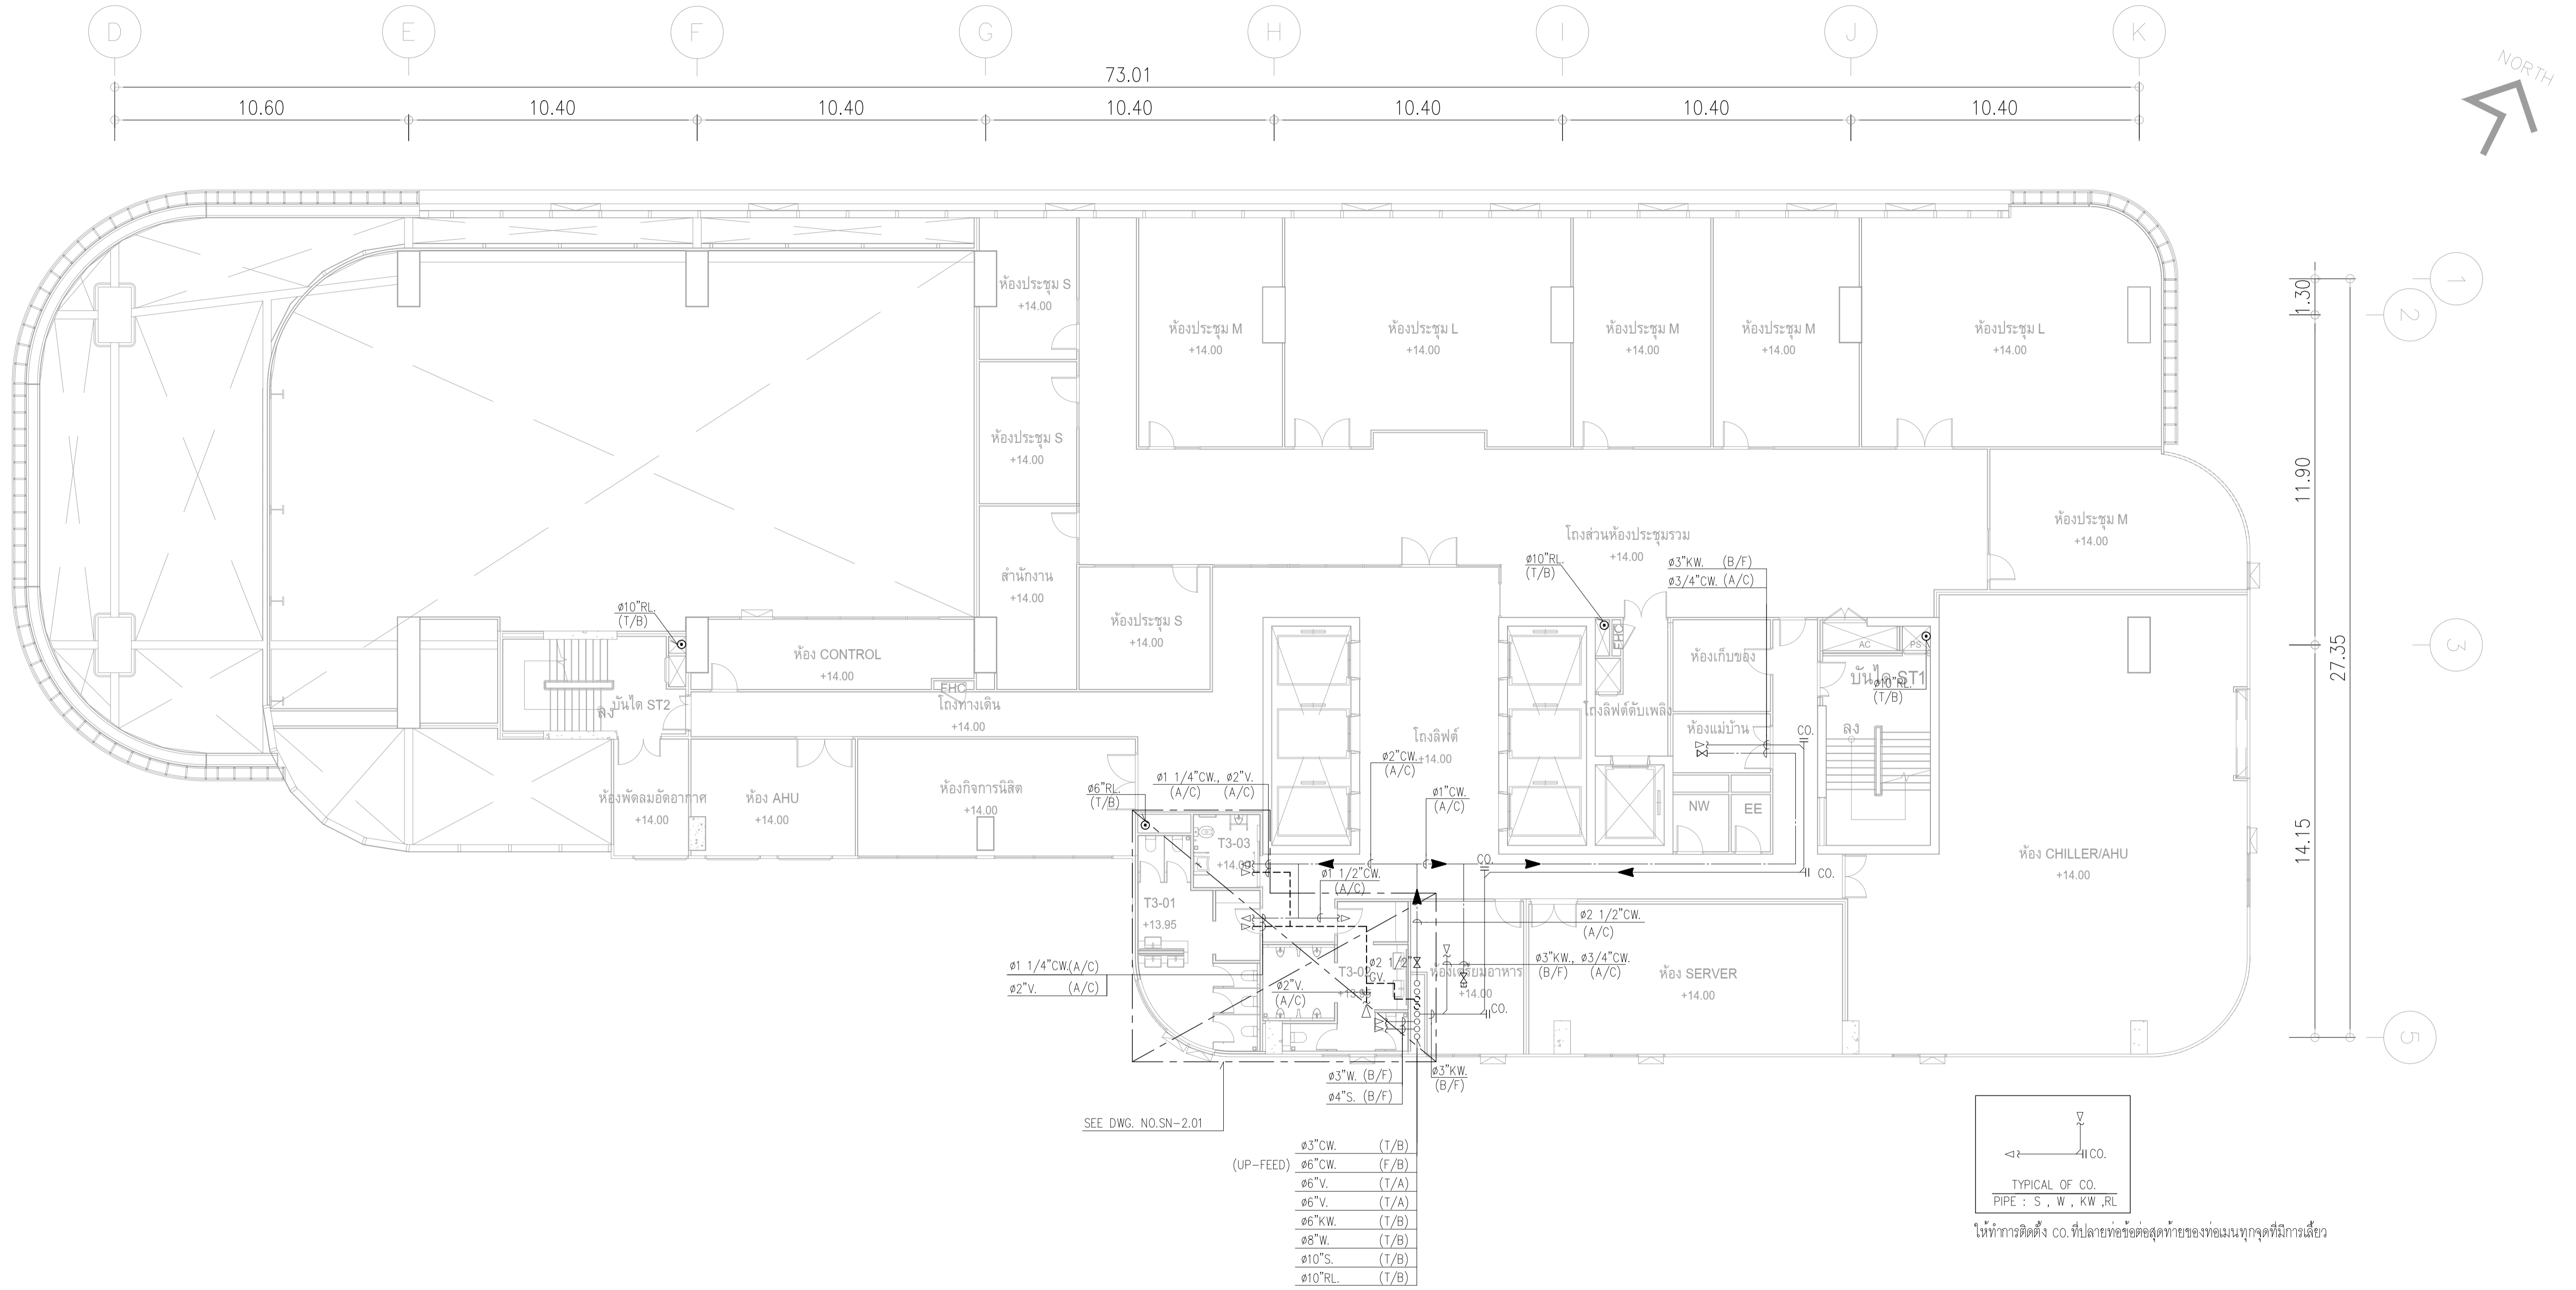 D E F G H I J K
73.01
10.60 10.40 10.40 10.40 10.40 10.40 10.40
NORTH
1
2
3
5
1.30
11.90
27.35
14.15
ห้องประชุม S
+14.00
ห้องประชุม M
+14.00
ห้องประชุม L
+14.00
ห้องประชุม M
+14.00
ห้องประชุม M
+14.00
ห้องประชุม L
+14.00
ห้องประชุม S
+14.00
ห้องประชุม M
+14.00
โถงส่วนห้องประชุมรวม
+14.00
สำนักงาน
+14.00
ห้องประชุม S
+14.00
ø10"RL.
(T/B)
ø10"RL.
(T/B)
ø3"KW. (B/F)
ø3/4"CW. (A/C)
ห้อง CONTROL
+14.00
FHC
ห้องเก็บของ
AC
PS
บันได ST1
ø10"RL.
(T/B)
บันได ST2
ลง
โถงทางเดิน
+14.00
โถงลิฟต์ดับเพลิง
ห้องแม่บ้าน
CO.
ลง
โถงลิฟต์
+14.00
ø2"CW.
(A/C)
ø1 1/4"CW., ø2"V.
(A/C) (A/C)
ø6"RL.
(T/B)
ø1"CW.
(A/C)
ห้องพัดลมอัดอากาศ
+14.00
ห้อง AHU
+14.00
ห้องกิจการนิสิต
+14.00
NW
EE
T3-03
+14.00
ห้อง CHILLER/AHU
+14.00
CO.
CO.
ø1 1/2"CW.
(A/C)
T3-01
+13.95
ø2 1/2"CW.
(A/C)
ø1 1/4"CW.(A/C)
ø2"V. (A/C)
T3-02
ø2 1/2"
GV.
ห้องเตรียมอาหาร
+14.00
ø3"KW., ø3/4"CW.
(B/F) (A/C)
ห้อง SERVER
+14.00
ø2"V.
(A/C)
CO.
ø3"W. (B/F)
ø4"S. (B/F)
ø3"KW.
(B/F)
SEE DWG. NO.SN-2.01
ø3"CW. (T/B)
(UP-FEED) ø6"CW. (F/B)
ø6"V. (T/A)
ø6"V. (T/A)
ø6"KW. (T/B)
ø8"W. (T/B)
ø10"S. (T/B)
ø10"RL. (T/B)
CO.
TYPICAL OF CO.
PIPE : S , W , KW ,RL
ให้ทำการติดตั้ง CO. ที่ปลายท่อข้อต่อสุดท้ายของท่อเมนทุกจุดที่มีการเลี้ยว